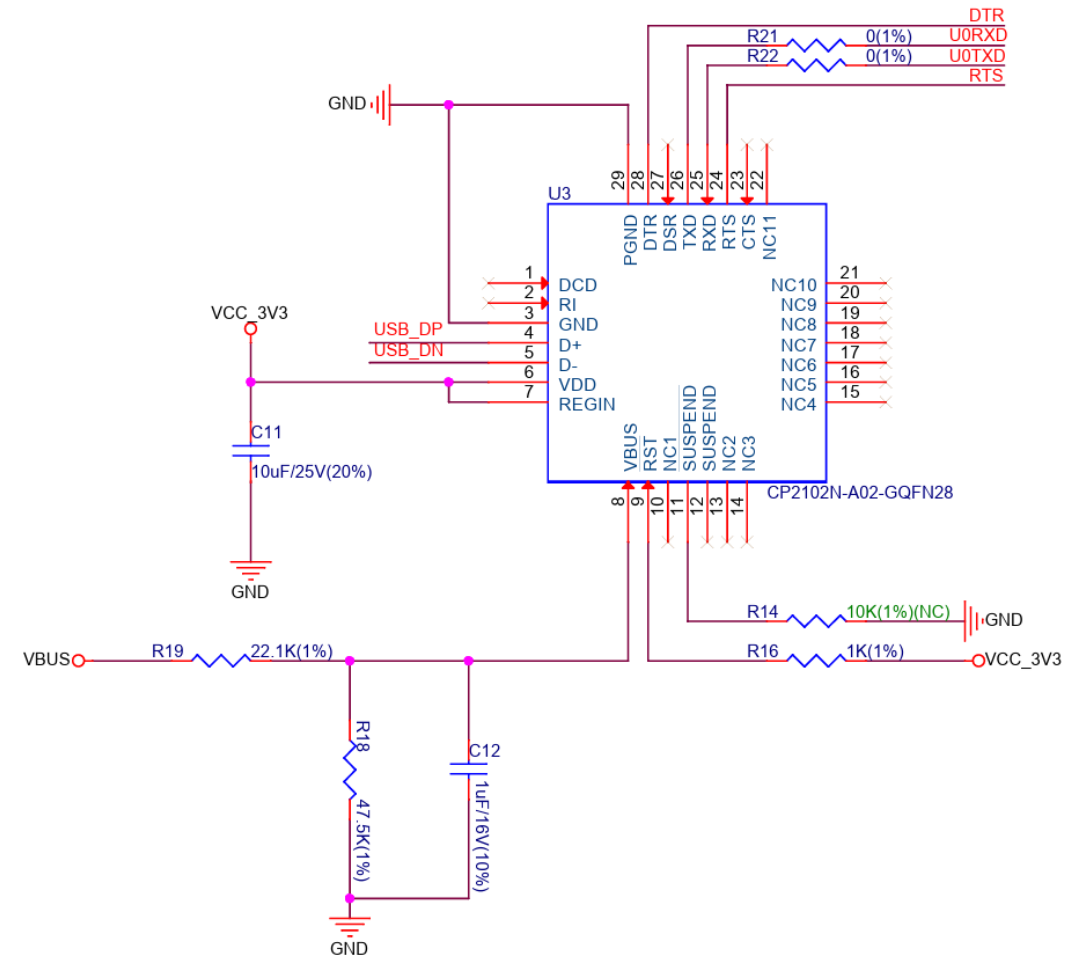 DTR
R21 0(1%) U0RXD
R22 0(1%) U0TXD
RTS
GND
29 28 27 26 25 24 23 22
U3
PGND DTR DSR TXD RXD RTS CTS NC11
1 DCD
2 RI
3 GND
USB_DP 4 D+
USB_DN 5 D-
6 VDD
7 REGIN
NC10 21
NC9 20
NC8 19
NC7 18
NC6 17
NC5 16
NC4 15
VCC_3V3
C11
10uF/25V(20%)
GND
VBUS RST NC1 SUSPEND SUSPEND NC2 NC3
8 9 10 11 12 13 14
CP2102N-A02-GQFN28
R14 10K(1%)(NC) GND
R16 1K(1%) VCC_3V3
VBUS R19 22.1K(1%)
R18
47.5K(1%)
C12
1uF/16V(10%)
GND